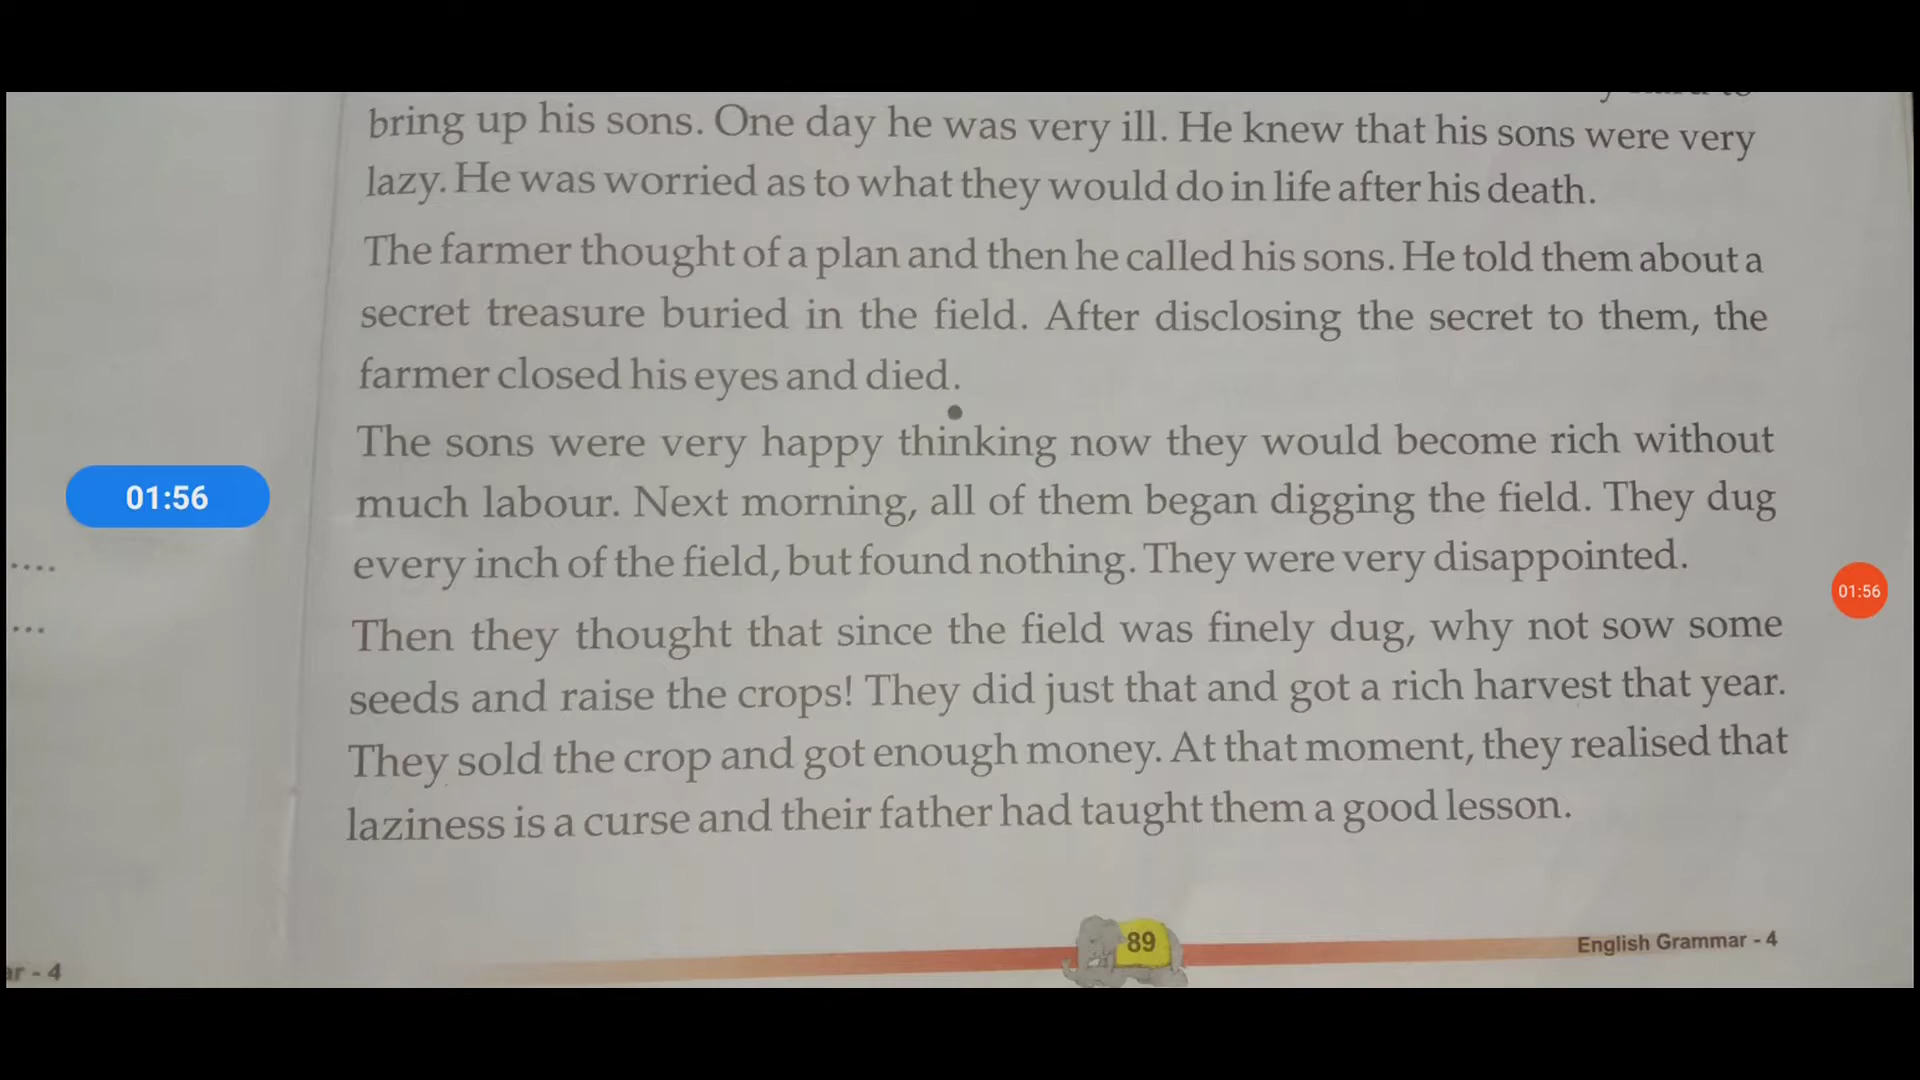 bring up his sons. One day he was very ill. He knew that his sons were very
lazy. He was worried as to what they would do in life after his death.
The farmer thought of a plan and then he called his sons. He told them about a
secret treasure buried in the field. After disclosing the secret to them, the
farmer closed his eyes and died.
The sons were very happy thinking now they would become rich without
much labour. Next morning, all of them began digging the field. They dug
every inch of the field, but found nothing. They were very disappointed.
Then they thought that since the field was finely dug, why not sow some
seeds and raise the crops! They did just that and got a rich harvest that year.
They sold the crop and got enough money. At that moment, they realised that
laziness is a curse and their father had taught them a good lesson.
01:56
....
...
01:56
89
English Grammar - 4
ar - 4